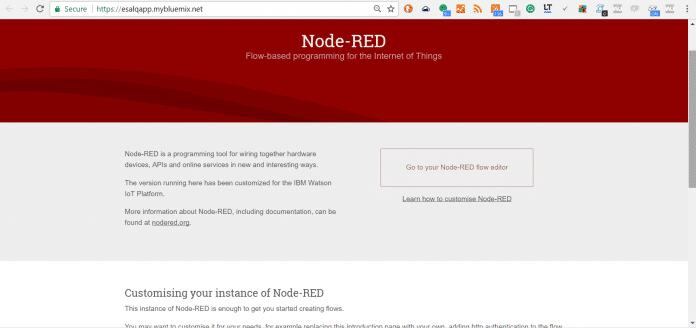 Secure https://esalqapp.mybluemix.net
Node-RED
Flow-based programming for the Internet of Things
Node-RED is a programming tool for wiring together hardware
devices, APIs and online services in new and interesting ways.
The version running here has been customized for the IBM Watson
IoT Platform.
More information about Node-RED, including documentation, can be
found at nodered.org.
Go to your Node-RED flow editor
Learn how to customise Node-RED
Customising your instance of Node-RED
This instance of Node-RED is enough to get you started creating flows.
You may want to customise it for your needs, for example replacing this introduction page with your own, adding http authentication to the flow